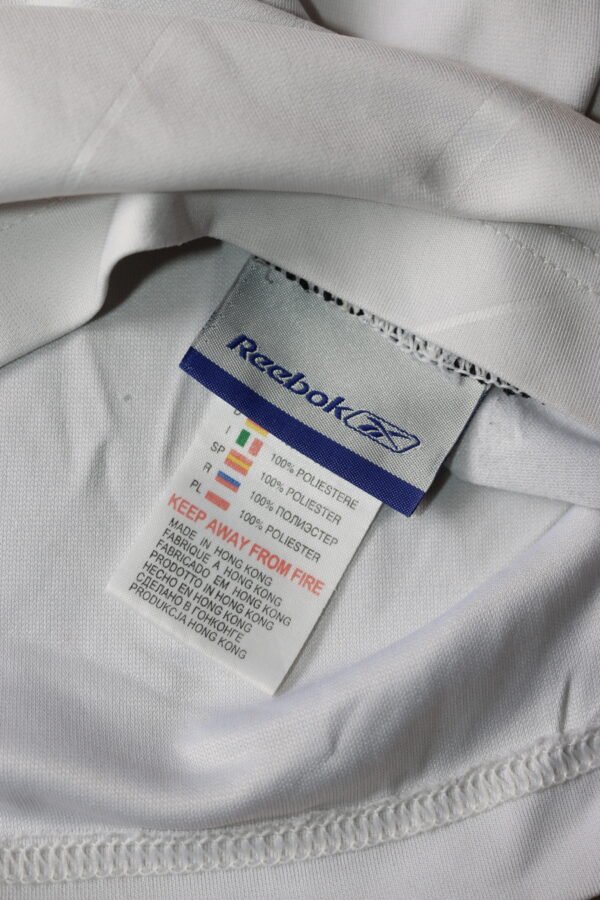 Reebok
D
I 100% POLIESTERE
SP 100% POLIESTER
R 100% ПОЛИЭСТЕР
PL 100% POLIESTER
KEEP AWAY FROM FIRE
MADE IN HONG KONG
FABRIQUE A HONG KONG
FABRICADO EM HONG KONG
PRODOTTO IN HONG KONG
HECHO EN HONG KONG
СДЕЛАНО В ГОНКОНГЕ
PRODUKCJA HONG KONG